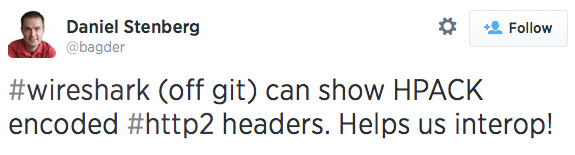 Daniel Stenberg
@bagder
Follow
#wireshark (off git) can show HPACK
encoded #http2 headers. Helps us interop!